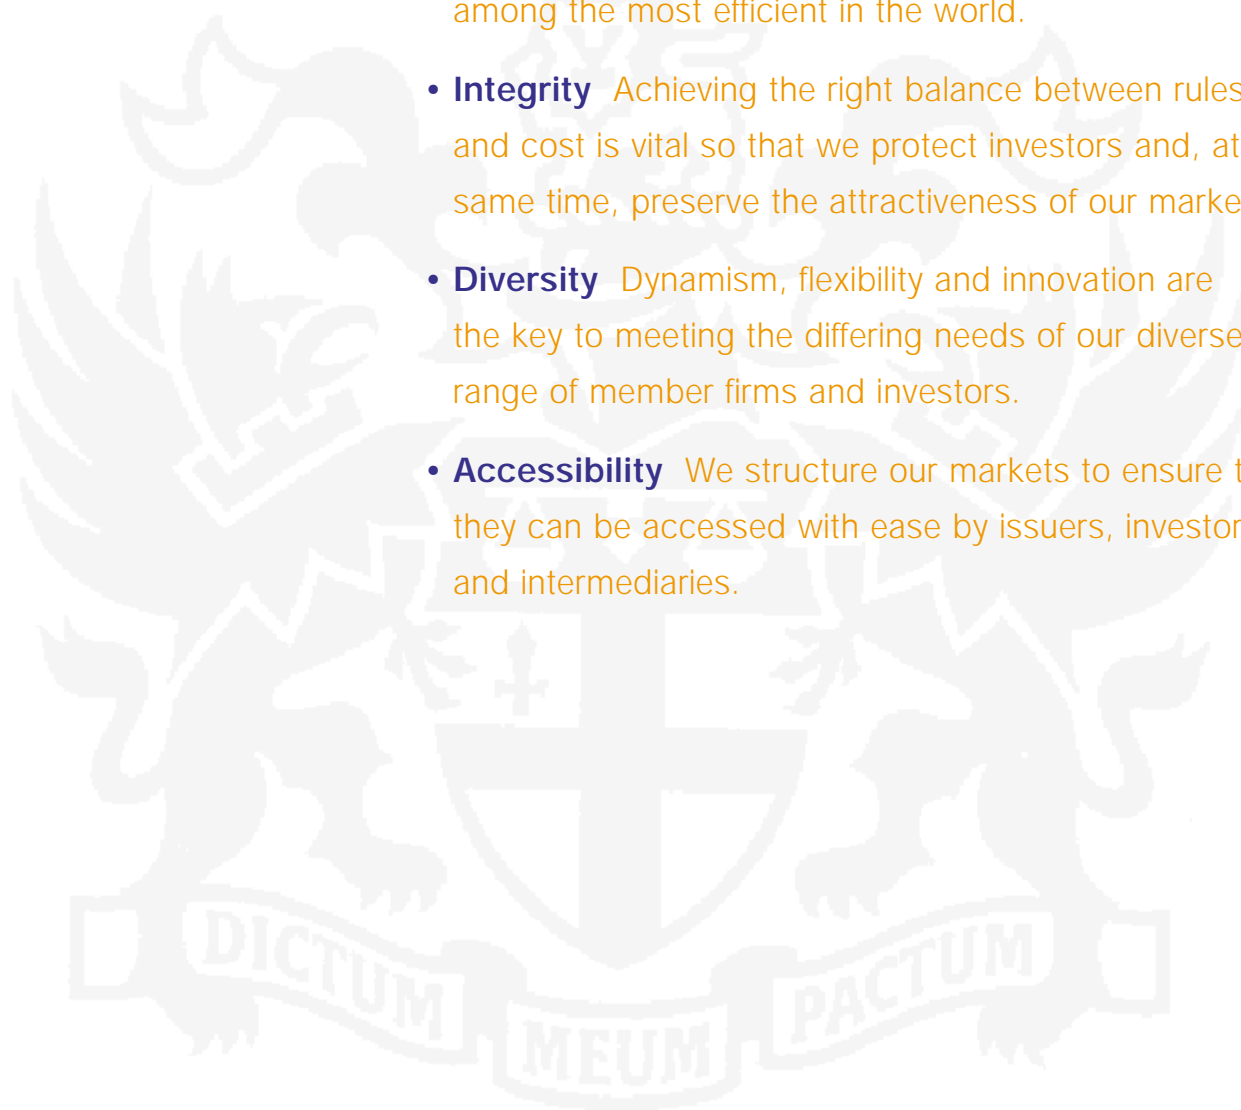 among the most efficient in the world.
• Integrity Achieving the right balance between rules
and cost is vital so that we protect investors and, at
same time, preserve the attractiveness of our marke
• Diversity Dynamism, flexibility and innovation are
the key to meeting the differing needs of our diverse
range of member firms and investors.
• Accessibility We structure our markets to ensure t
they can be accessed with ease by issuers, investor
and intermediaries.
DICTUM MEUM PACTUM